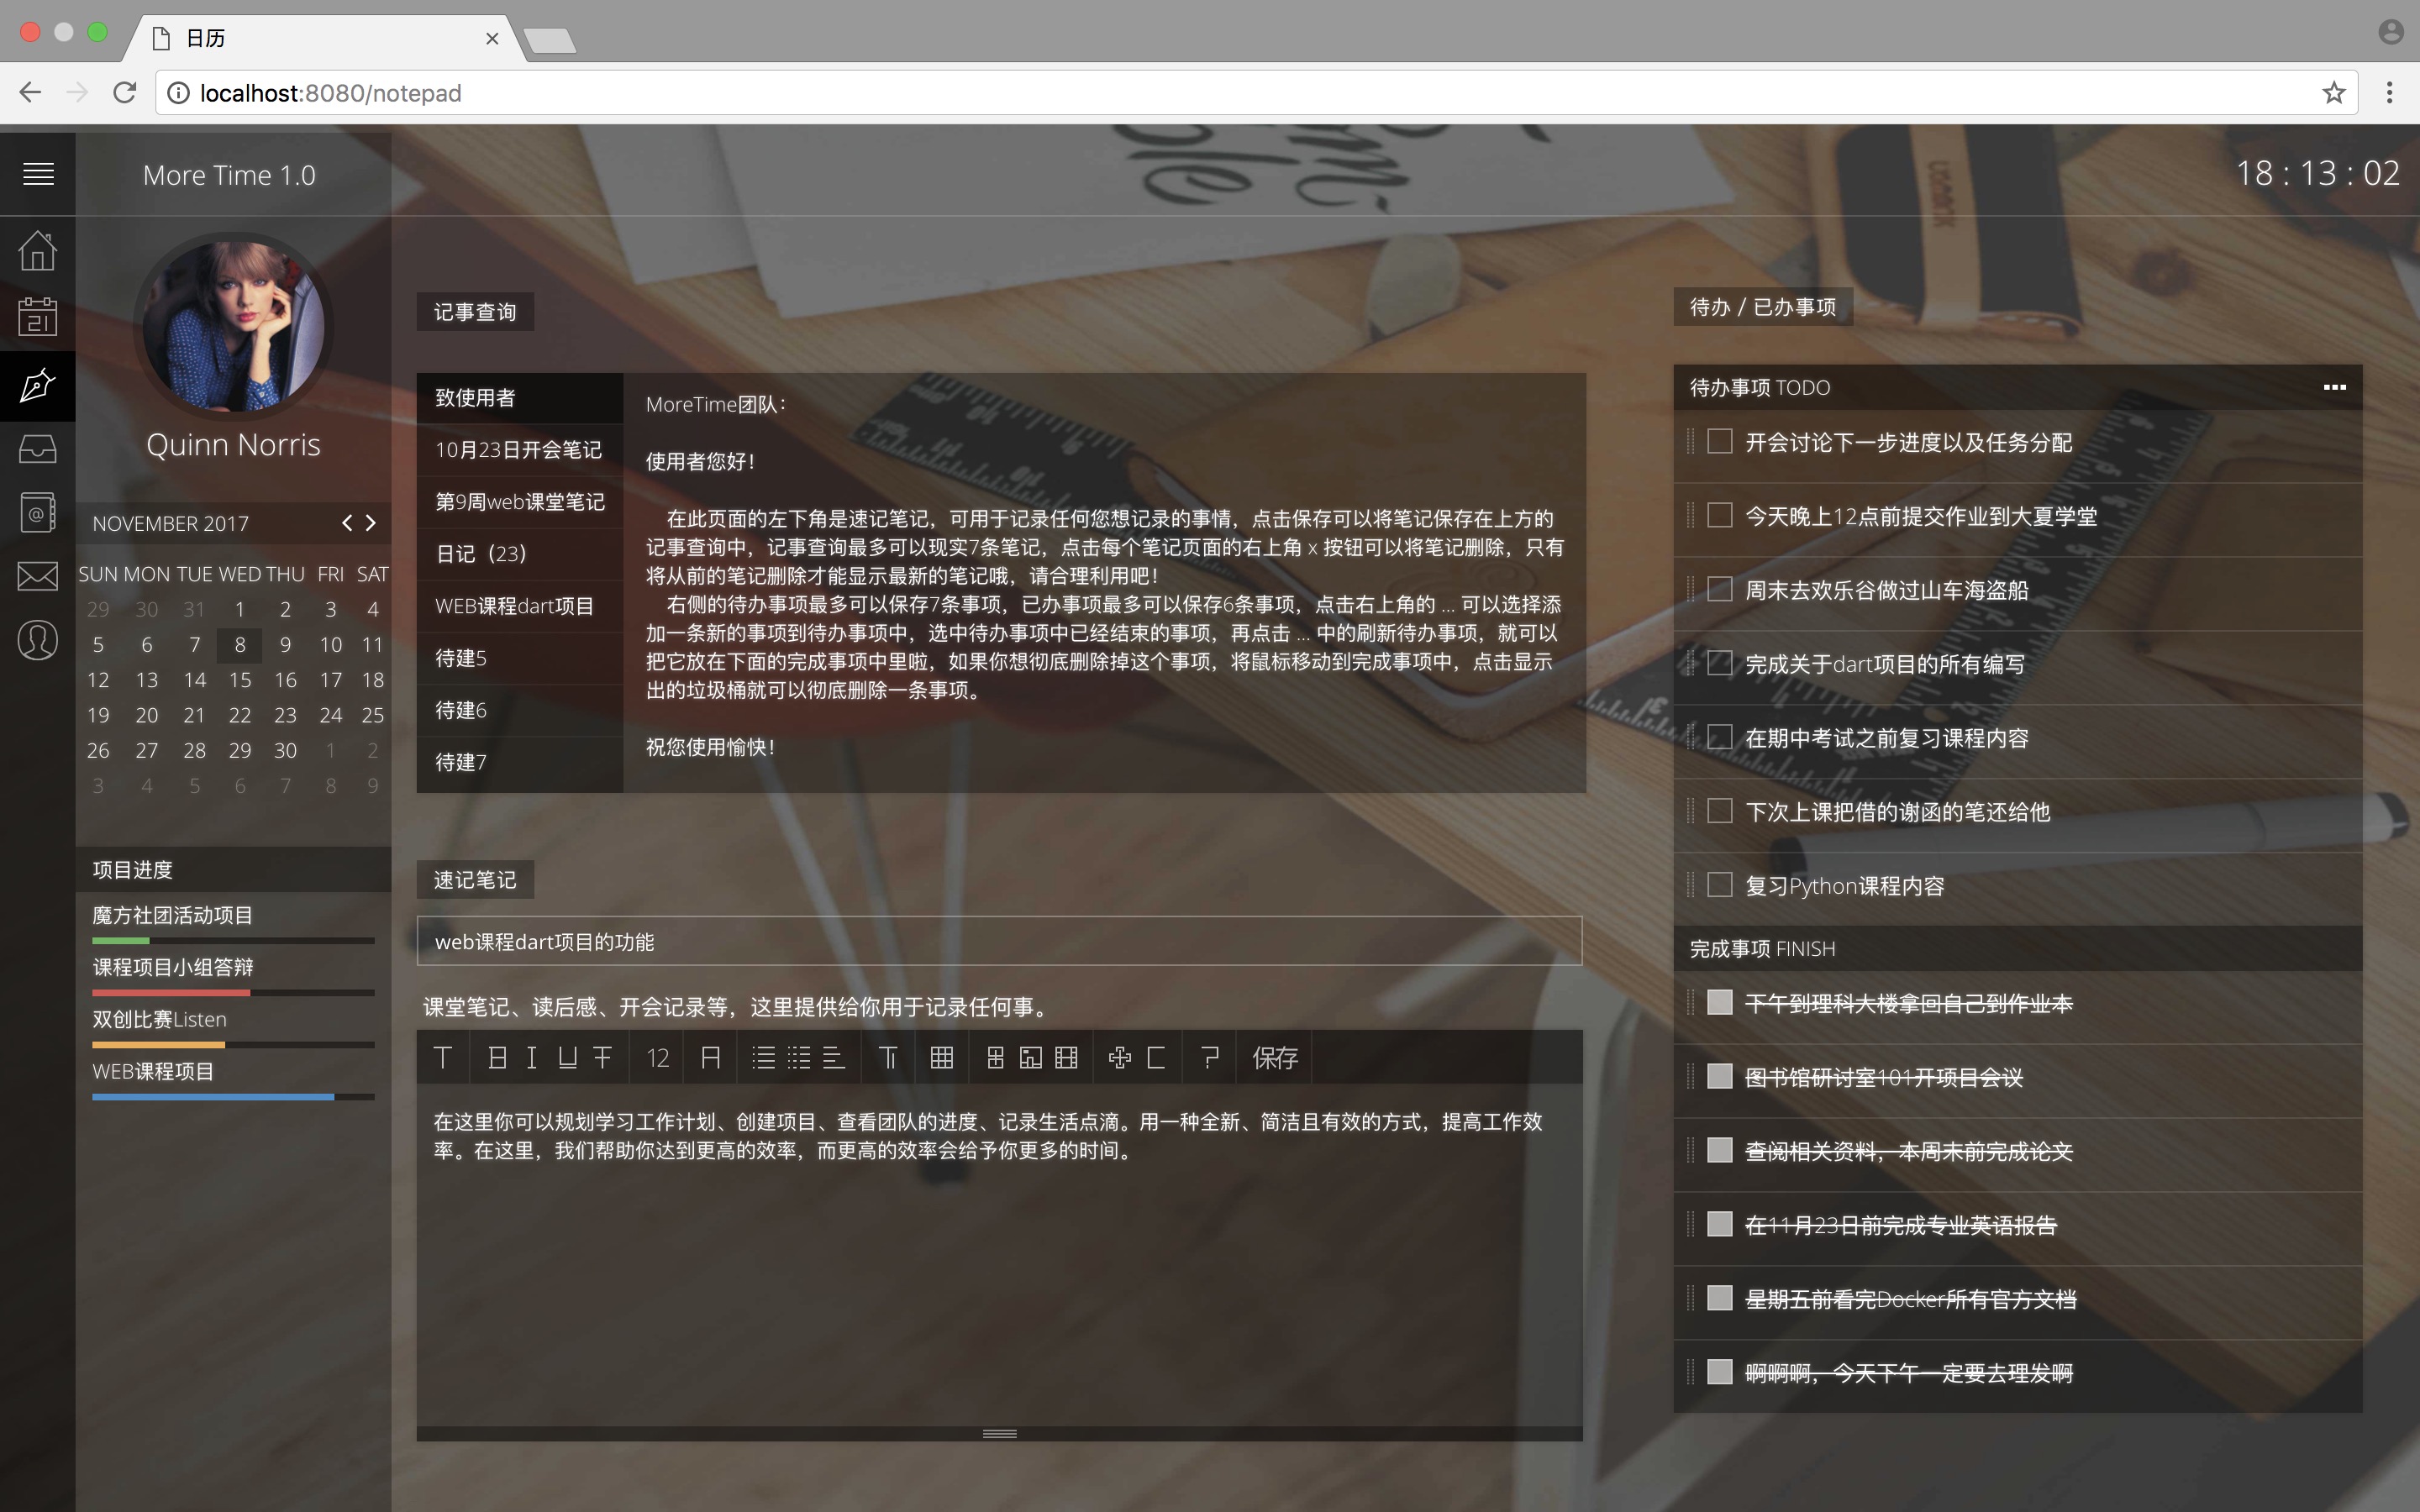 日历
localhost:8080/notepad
More Time 1.0
18 : 13 : 02
21
@
Quinn Norris
NOVEMBER 2017
SUN MON TUE WED THU FRI SAT
29 30 31 1 2 3 4
5 6 7 8 9 10 11
12 13 14 15 16 17 18
19 20 21 22 23 24 25
26 27 28 29 30 1 2
3 4 5 6 7 8 9
项目进度
魔方社团活动项目
课程项目小组答辩
双创比赛Listen
WEB课程项目
记事查询
致使用者
10月23日开会笔记
第9周web课堂笔记
日记（23）
WEB课程dart项目
待建5
待建6
待建7
MoreTime团队：
使用者您好！
在此页面的左下角是速记笔记，可用于记录任何您想记录的事情，点击保存可以将笔记保存在上方的
记事查询中，记事查询最多可以现实7条笔记，点击每个笔记页面的右上角 x 按钮可以将笔记删除，只有
将从前的笔记删除才能显示最新的笔记哦，请合理利用吧！
右侧的待办事项最多可以保存7条事项，已办事项最多可以保存6条事项，点击右上角的 ... 可以选择添
加一条新的事项到待办事项中，选中待办事项中已经结束的事项，再点击 ... 中的刷新待办事项，就可以
把它放在下面的完成事项中里啦，如果你想彻底删除掉这个事项，将鼠标移动到完成事项中，点击显示
出的垃圾桶就可以彻底删除一条事项。
祝您使用愉快！
速记笔记
web课程dart项目的功能
课堂笔记、读后感、开会记录等，这里提供给你用于记录任何事。
12
保存
在这里你可以规划学习工作计划、创建项目、查看团队的进度、记录生活点滴。用一种全新、简洁且有效的方式，提高工作效
率。在这里，我们帮助你达到更高的效率，而更高的效率会给予你更多的时间。
待办 / 已办事项
待办事项 TODO
开会讨论下一步进度以及任务分配
今天晚上12点前提交作业到大夏学堂
周末去欢乐谷做过山车海盗船
完成关于dart项目的所有编写
在期中考试之前复习课程内容
下次上课把借的谢函的笔还给他
复习Python课程内容
完成事项 FINISH
下午到理科大楼拿回自己到作业本
图书馆研讨室101开项目会议
查阅相关资料，本周末前完成论文
在11月23日前完成专业英语报告
星期五前看完Docker所有官方文档
啊啊啊，今天下午一定要去理发啊